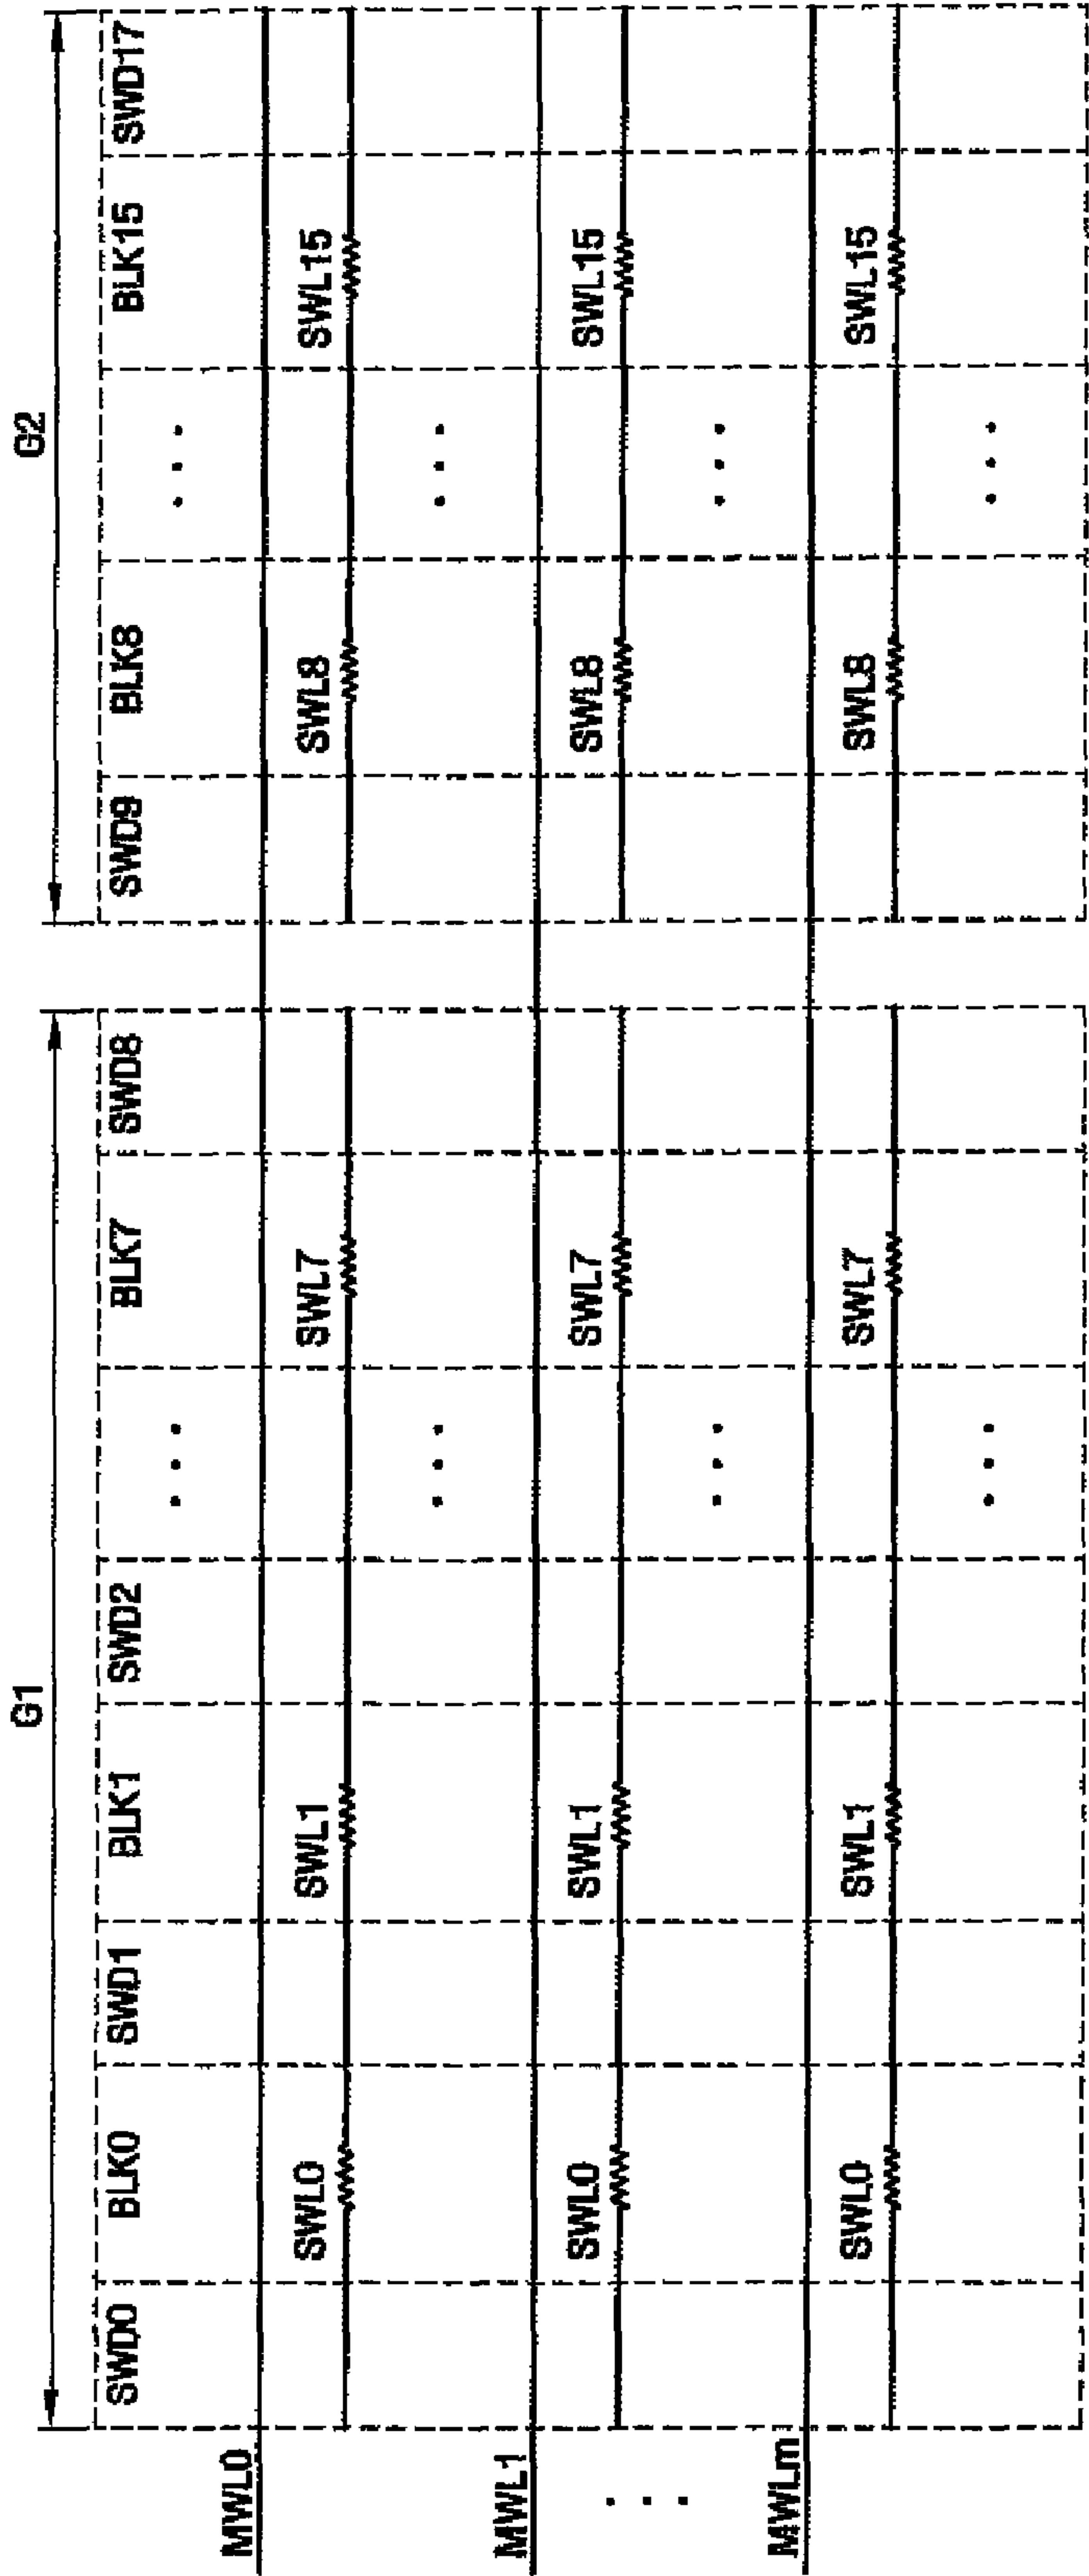 G1 G2
SWD0 BLK0 SWD1 BLK1 SWD2 ... BLK7 SWD8 SWD9 BLK8 ... BLK15 SWD17
MWL0
SWL0 SWL1 SWL7 SWL8 SWL15
... ...
MWL1
SWL0 SWL1 SWL7 SWL8 SWL15
... ... ...
MWLm
SWL0 SWL1 SWL7 SWL8 SWL15
... ...